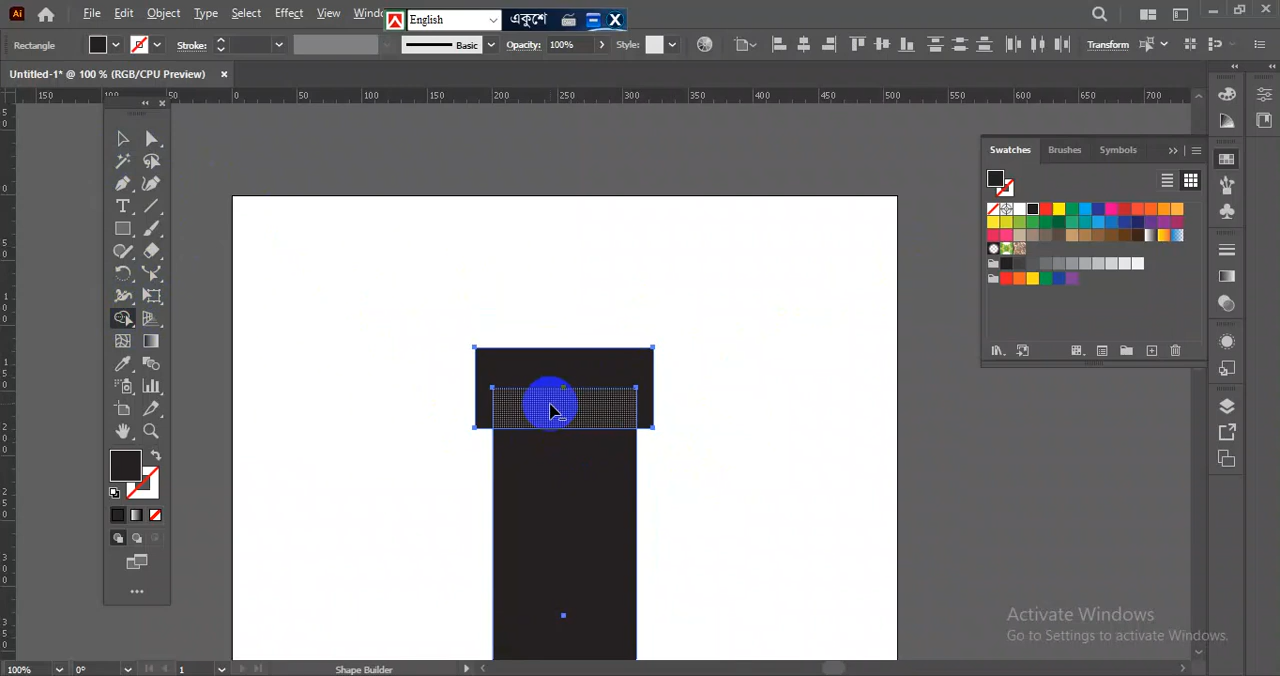 Ai File Edit Object Type Select Effect View Windo English একুশে
Rectangle Stroke: Basic Opacity: 100% Style: Transform
Untitled-1* @ 100 % (RGB/CPU Preview)
150 100 50 0 50 100 150 200 250 300 350 400 450 500 550 600 650 700
Swatches Brushes Symbols
Activate Windows
Go to Settings to activate Windows.
100% 0° 1 Shape Builder